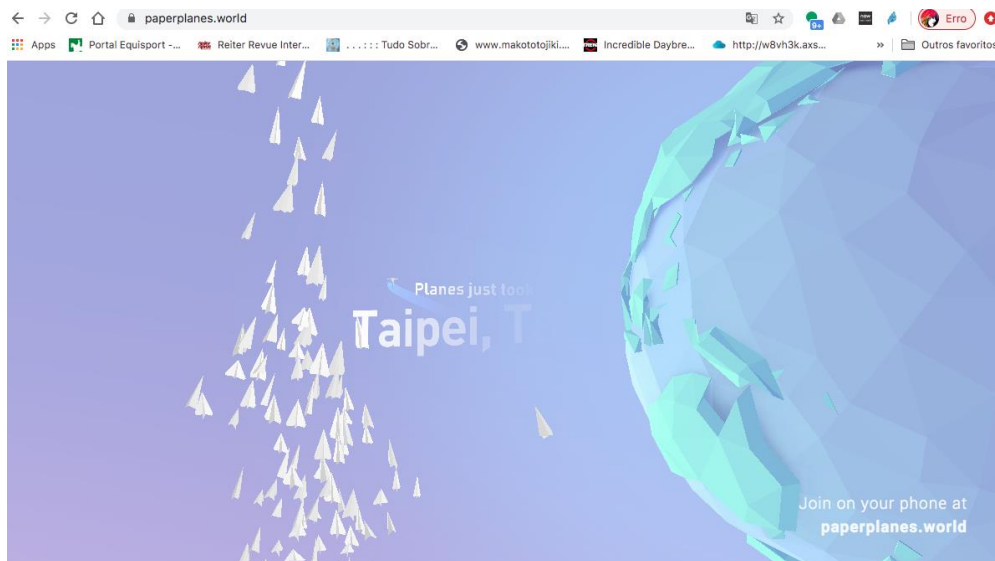 paperplanes.world
Erro
Apps Portal Equisport -... Reiter Revue Inter... ....::: Tudo Sobr... www.makototojiki.... Incredible Daybre... http://w8vh3k.axs... » Outros favoritos
Planes just took
Taipei, T
Join on your phone at
paperplanes.world